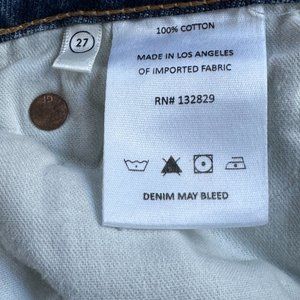 27
100% COTTON
MADE IN LOS ANGELES
OF IMPORTED FABRIC
RN# 132829
DENIM MAY BLEED